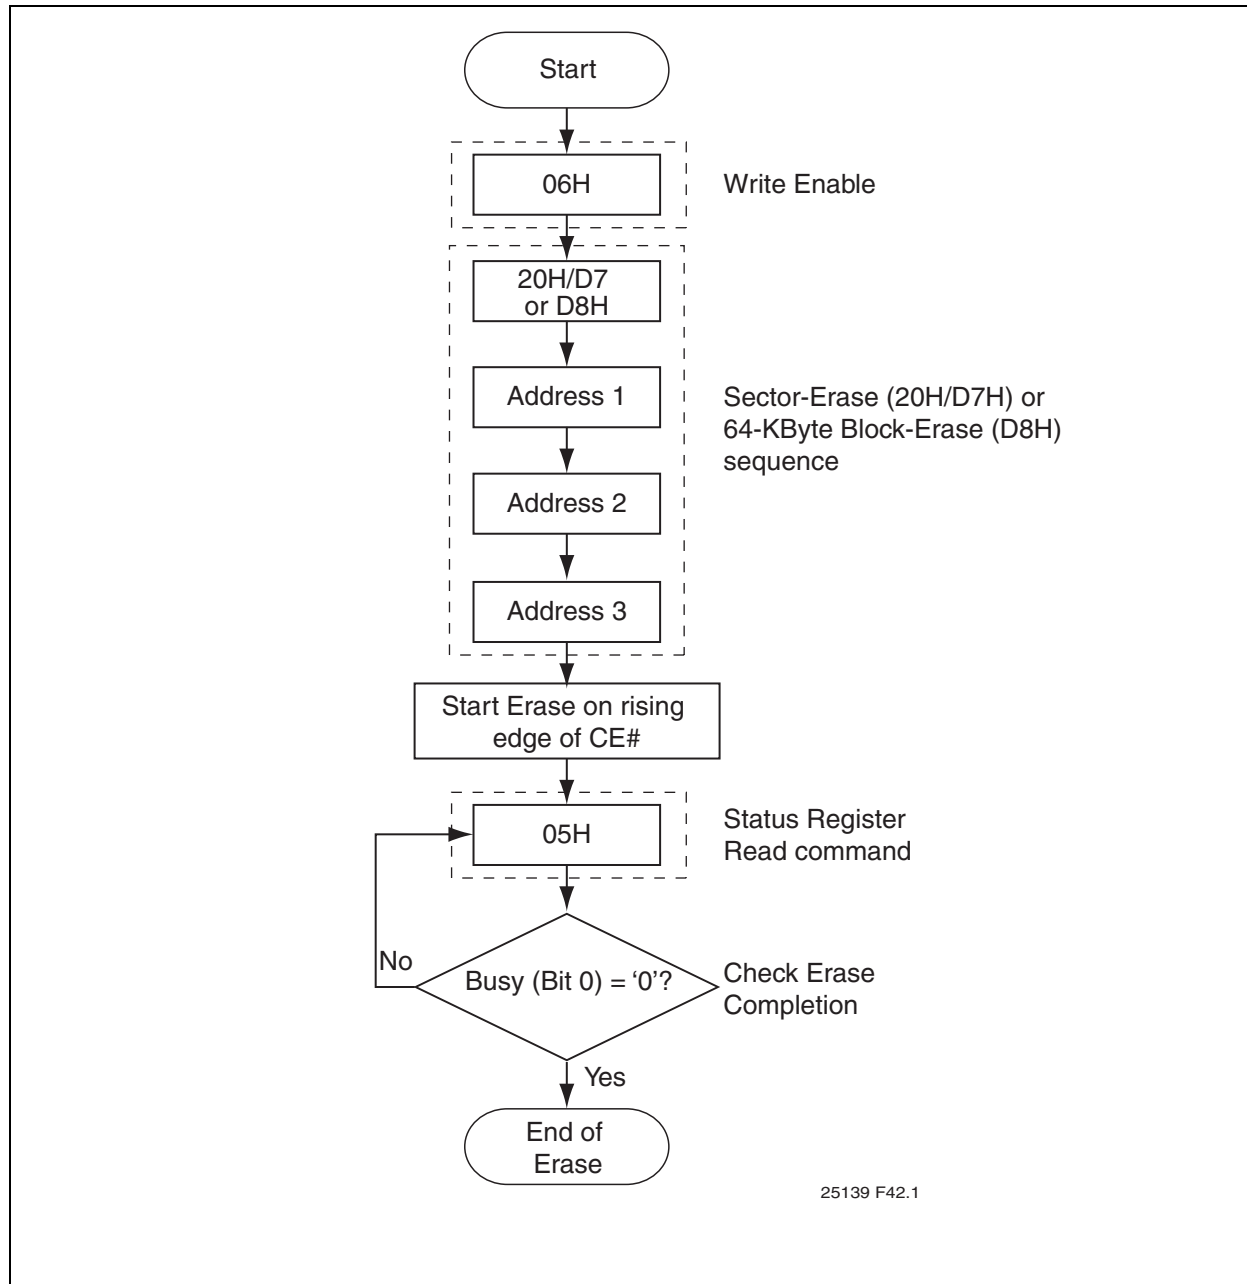 Start
06H
Write Enable
20H/D7
or D8H
Address 1
Sector-Erase (20H/D7H) or
64-KByte Block-Erase (D8H)
sequence
Address 2
Address 3
Start Erase on rising
edge of CE#
05H
Status Register
Read command
No
Busy (Bit 0) = ‘0’?
Check Erase
Completion
Yes
End of
Erase
25139 F42.1